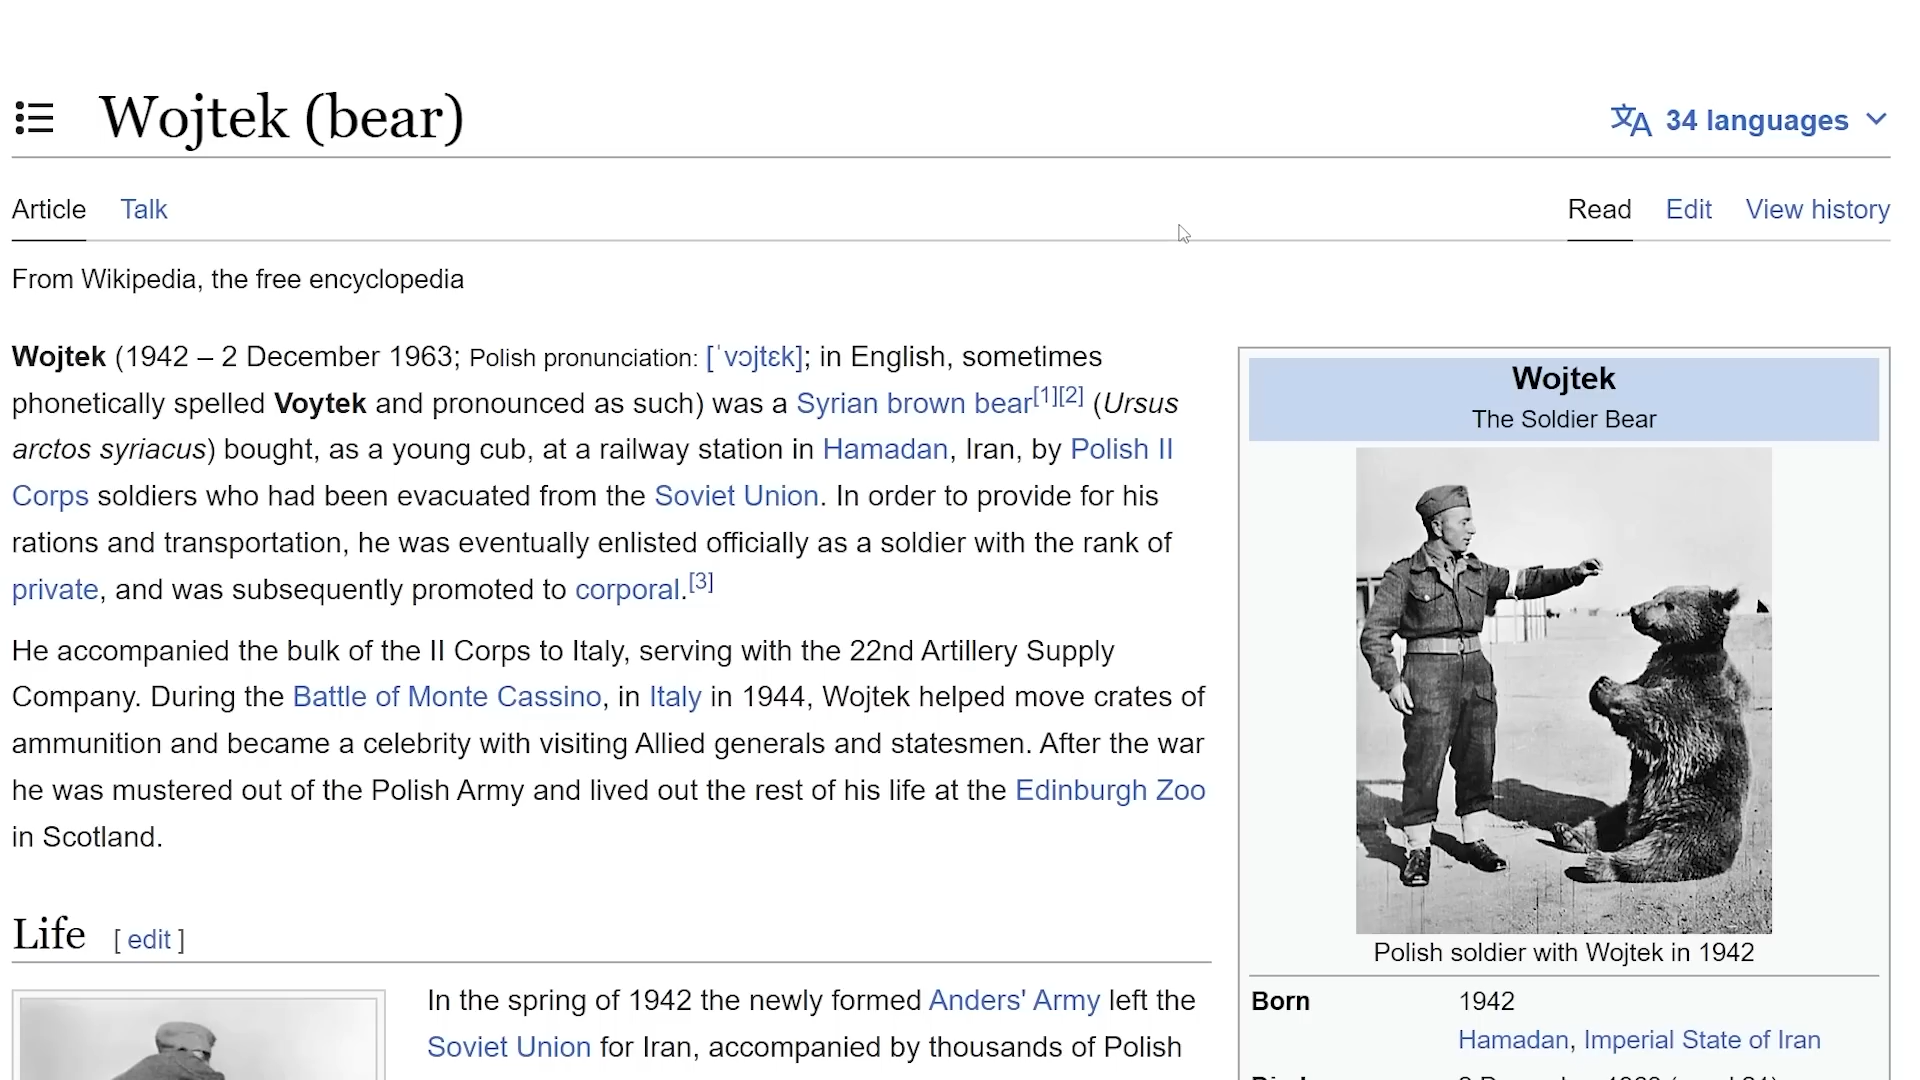 Wojtek (bear)
34 languages
Article Talk
Read Edit View history
From Wikipedia, the free encyclopedia
Wojtek (1942 – 2 December 1963; Polish pronunciation: [ˈvɔjtɛk]; in English, sometimes
phonetically spelled Voytek and pronounced as such) was a Syrian brown bear[1][2] (Ursus
arctos syriacus) bought, as a young cub, at a railway station in Hamadan, Iran, by Polish II
Corps soldiers who had been evacuated from the Soviet Union. In order to provide for his
rations and transportation, he was eventually enlisted officially as a soldier with the rank of
private, and was subsequently promoted to corporal.[3]
He accompanied the bulk of the II Corps to Italy, serving with the 22nd Artillery Supply
Company. During the Battle of Monte Cassino, in Italy in 1944, Wojtek helped move crates of
ammunition and became a celebrity with visiting Allied generals and statesmen. After the war
he was mustered out of the Polish Army and lived out the rest of his life at the Edinburgh Zoo
in Scotland.
Life [ edit ]
In the spring of 1942 the newly formed Anders' Army left the
Soviet Union for Iran, accompanied by thousands of Polish
Wojtek
The Soldier Bear
Polish soldier with Wojtek in 1942
Born 1942
Hamadan, Imperial State of Iran